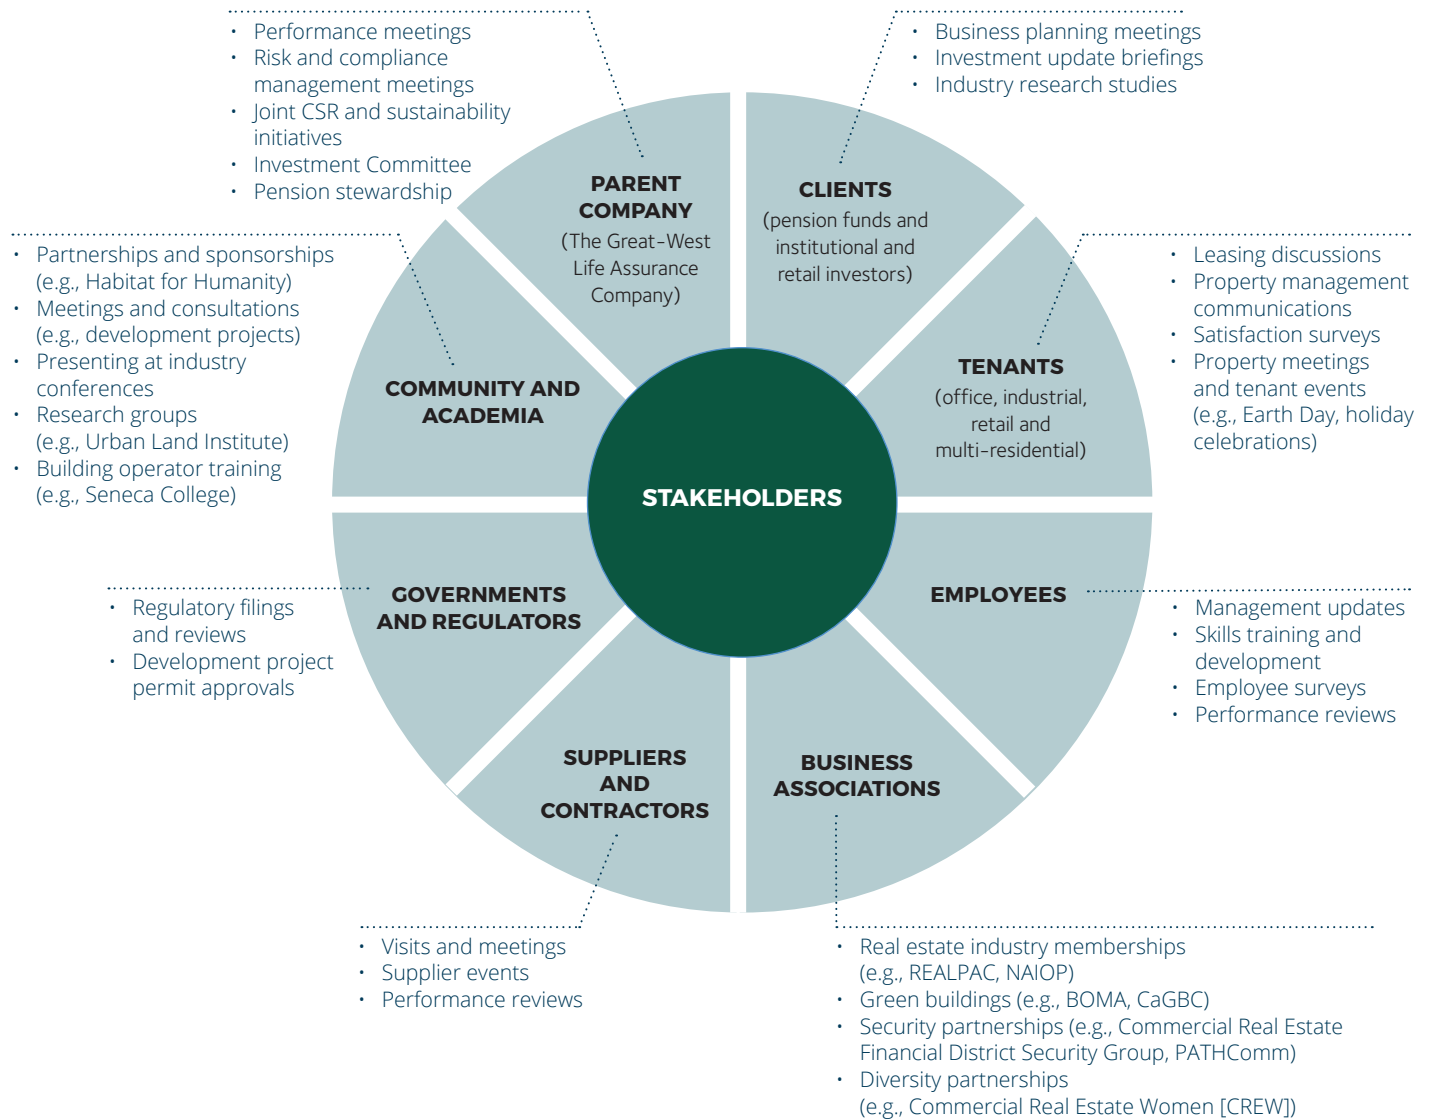 • Performance meetings
• Risk and compliance
management meetings
• Joint CSR and sustainability
initiatives
• Investment Committee
• Pension stewardship
• Business planning meetings
• Investment update briefings
• Industry research studies
PARENT
COMPANY
(The Great-West
Life Assurance
Company)
CLIENTS
(pension funds and
institutional and
retail investors)
• Partnerships and sponsorships
(e.g., Habitat for Humanity)
• Meetings and consultations
(e.g., development projects)
• Presenting at industry
conferences
• Research groups
(e.g., Urban Land Institute)
• Building operator training
(e.g., Seneca College)
COMMUNITY AND
ACADEMIA
TENANTS
(office, industrial,
retail and
multi-residential)
• Leasing discussions
• Property management
communications
• Satisfaction surveys
• Property meetings
and tenant events
(e.g., Earth Day, holiday
celebrations)
STAKEHOLDERS
• Regulatory filings
and reviews
• Development project
permit approvals
GOVERNMENTS
AND REGULATORS
EMPLOYEES
• Management updates
• Skills training and
development
• Employee surveys
• Performance reviews
SUPPLIERS
AND
CONTRACTORS
BUSINESS
ASSOCIATIONS
• Visits and meetings
• Supplier events
• Performance reviews
• Real estate industry memberships
(e.g., REALPAC, NAIOP)
• Green buildings (e.g., BOMA, CaGBC)
• Security partnerships (e.g., Commercial Real Estate
Financial District Security Group, PATHComm)
• Diversity partnerships
(e.g., Commercial Real Estate Women [CREW])